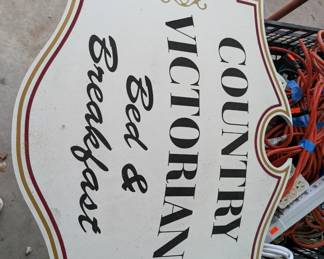 COUNTRY
VICTORIAN
Bed &
Breakfast